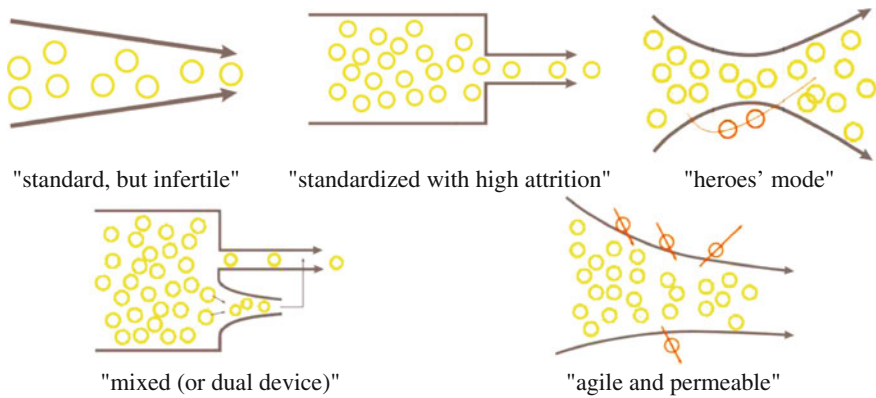 "standard, but infertile"
"standardized with high attrition"
"heroes' mode"
"mixed (or dual device)"
"agile and permeable"